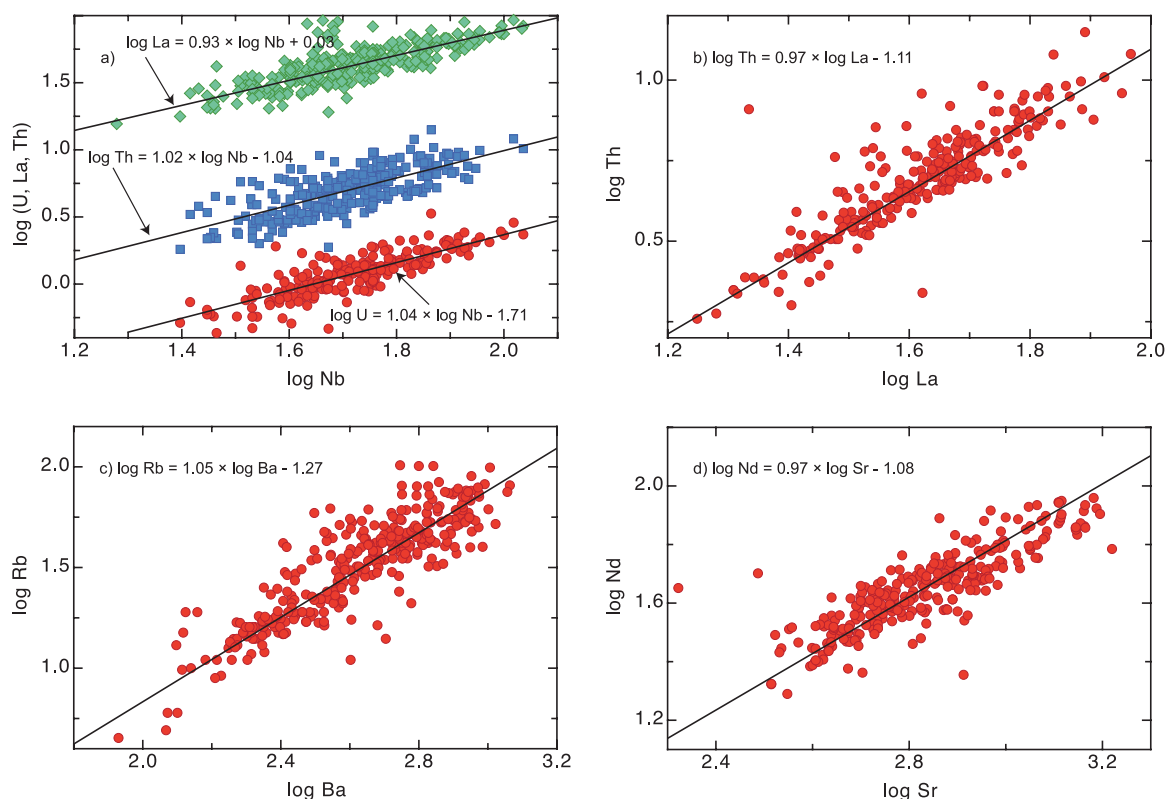 a)
log La = 0.93 × log Nb + 0.03
log Th = 1.02 × log Nb - 1.04
log U = 1.04 × log Nb - 1.71
log (U, La, Th)
1.5
1.0
0.5
0.0
1.2 1.4 1.6 1.8 2.0
log Nb
b) log Th = 0.97 × log La - 1.11
log Th
1.0
0.5
1.2 1.4 1.6 1.8 2.0
log La
c) log Rb = 1.05 × log Ba - 1.27
log Rb
2.0
1.5
1.0
2.0 2.4 2.8 3.2
log Ba
d) log Nd = 0.97 × log Sr - 1.08
log Nd
2.0
1.6
1.2
2.4 2.8 3.2
log Sr